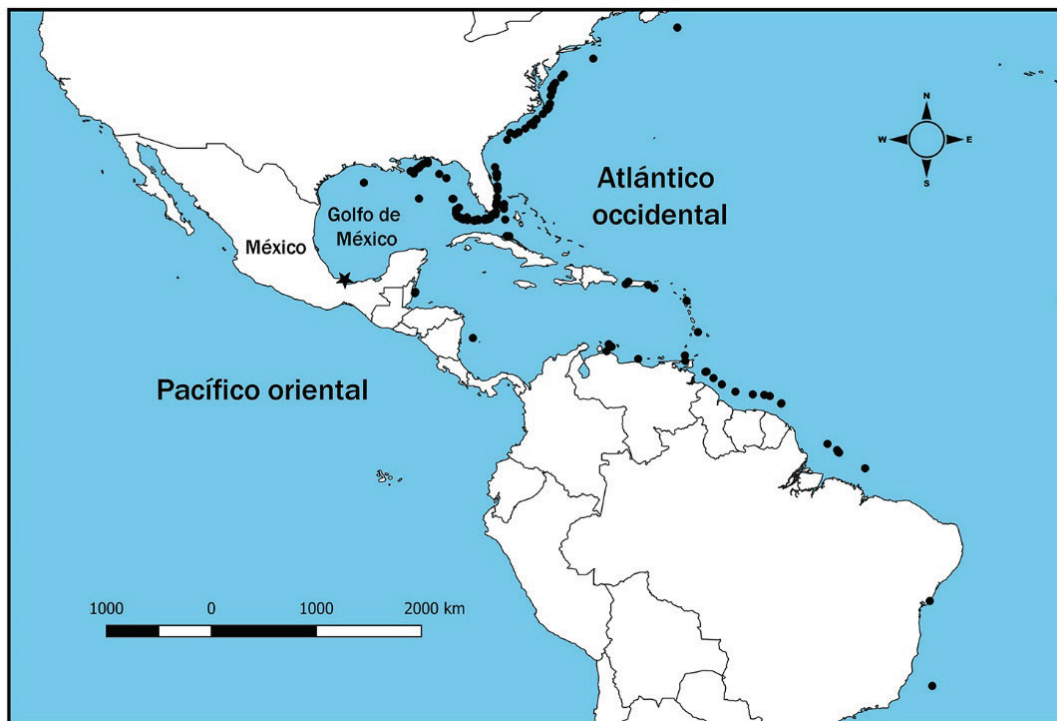 N
W
E
S
Atlántico
occidental
Golfo de
México
México
Pacífico oriental
1000
0
1000
2000 km